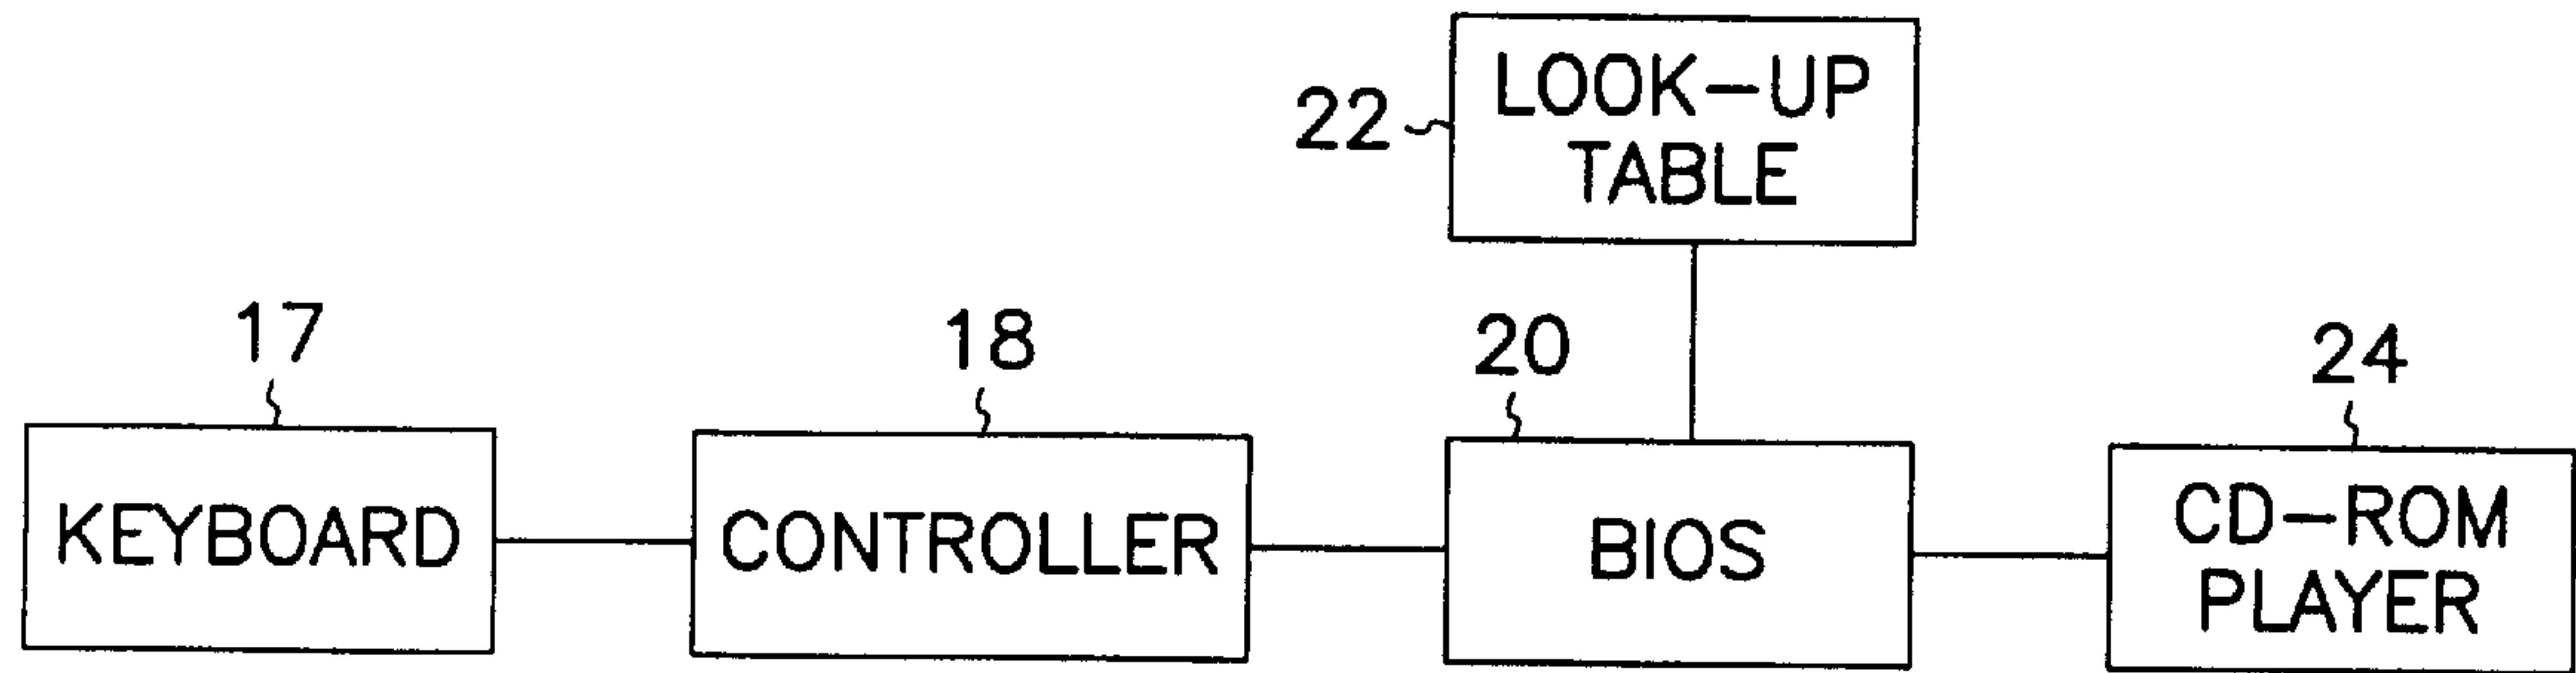 22
LOOK-UP
TABLE
17
18
20
24
KEYBOARD
CONTROLLER
BIOS
CD-ROM
PLAYER